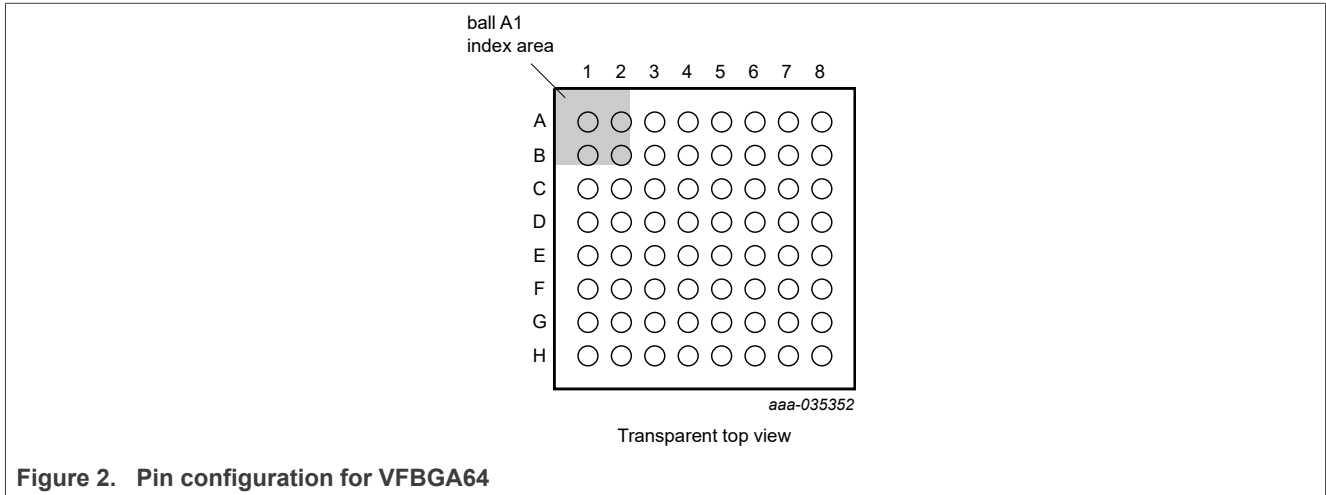 ball A1
index area
1 2 3 4 5 6 7 8
A
B
C
D
E
F
G
H
aaa-035352
Transparent top view
Figure 2. Pin configuration for VFBGA64